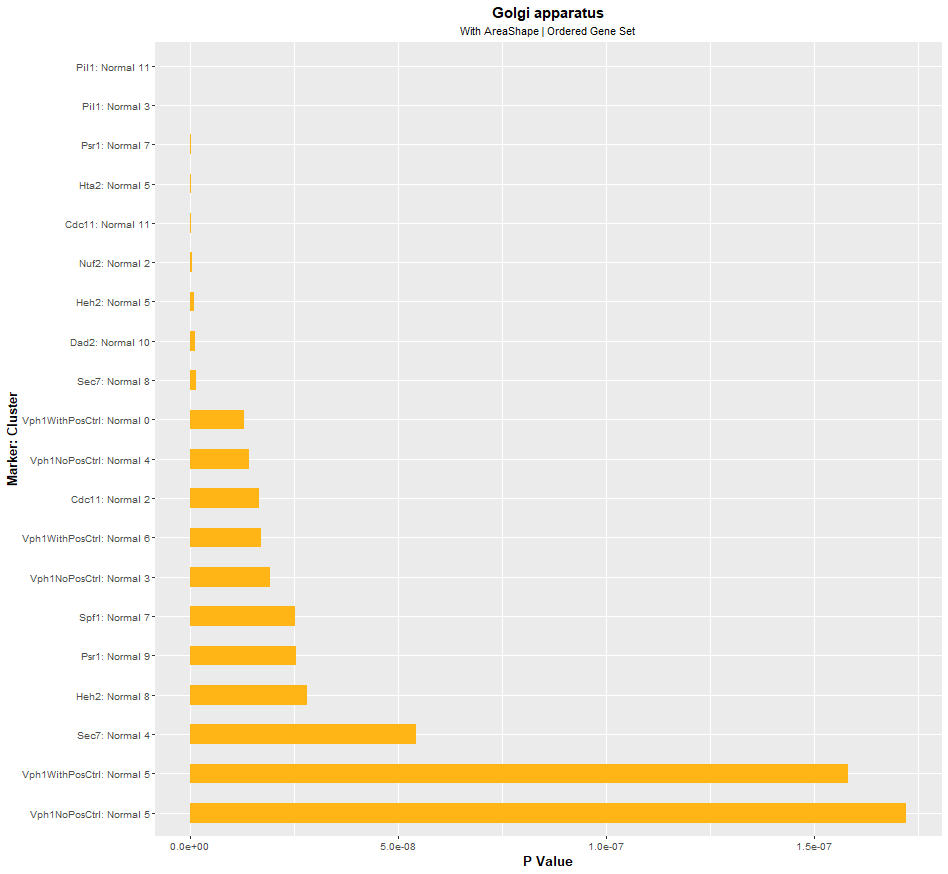 Golgi apparatus
With AreaShape | Ordered Gene Set
Marker: Cluster
Pil1: Normal 11
Pil1: Normal 3
Psr1: Normal 7
Hta2: Normal 5
Cdc11: Normal 11
Nuf2: Normal 2
Heh2: Normal 5
Dad2: Normal 10
Sec7: Normal 8
Vph1WithPosCtrl: Normal 0
Vph1NoPosCtrl: Normal 4
Cdc11: Normal 2
Vph1WithPosCtrl: Normal 6
Vph1NoPosCtrl: Normal 3
Spf1: Normal 7
Psr1: Normal 9
Heh2: Normal 8
Sec7: Normal 4
Vph1WithPosCtrl: Normal 5
Vph1NoPosCtrl: Normal 5
0.0e+00 5.0e-08 1.0e-07 1.5e-07
P Value